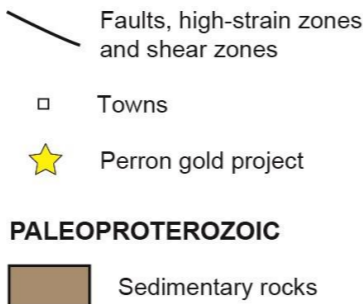 Faults, high-strain zones
and shear zones
Towns
Perron gold project
PALEOPROTEROZOIC
Sedimentary rocks